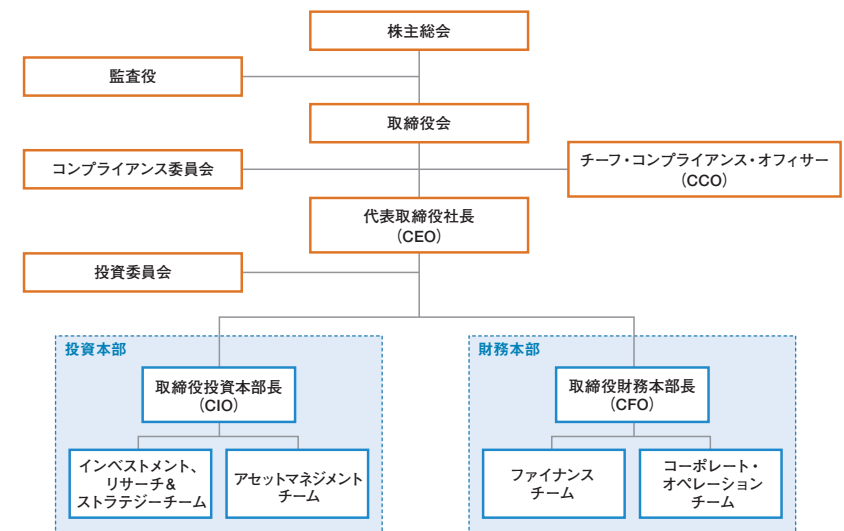 株主総会
監査役
取締役会
コンプライアンス委員会
チーフ・コンプライアンス・オフィサー
(CCO)
代表取締役社長
(CEO)
投資委員会
投資本部
取締役投資本部長
(CIO)
インベストメント、
リサーチ&
ストラテジーチーム
アセットマネジメント
チーム
財務本部
取締役財務本部長
(CFO)
ファイナンス
チーム
コーポレート・
オペレーション
チーム